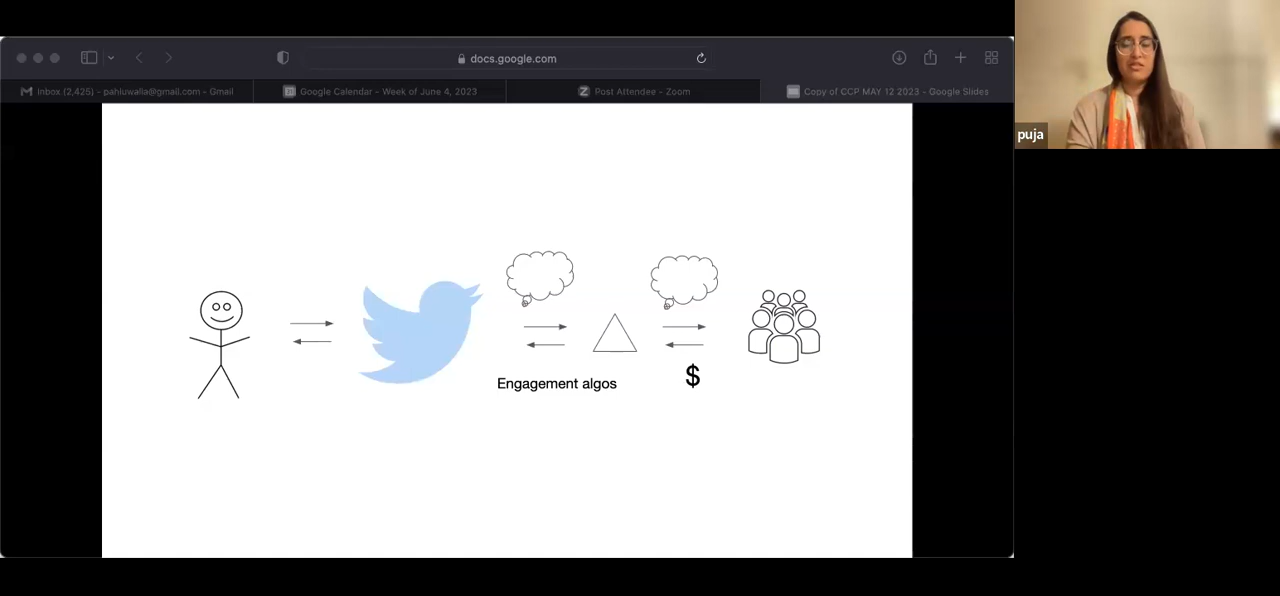 docs.google.com
Inbox (2,425) - pahluwalia@gmail.com - Gmail
Google Calendar - Week of June 4, 2023
Post Attendee - Zoom
Copy of CCP MAY 12 2023 - Google Slides
puja
Engagement algos
$